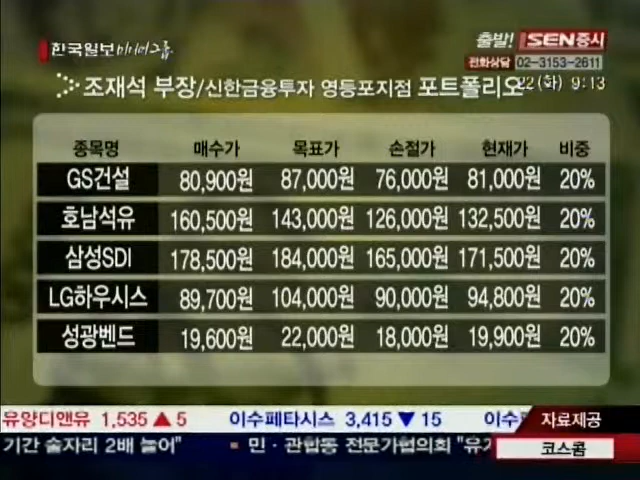 한국일보 미디어그룹
출발! SEN증시
전화상담 02-3153-2611
조재석 부장/신한금융투자 영등포지점 포트폴리오
22(화) 9:13
종목명 매수가 목표가 손절가 현재가 비중
GS건설 80,900원 87,000원 76,000원 81,000원 20%
호남석유 160,500원 143,000원 126,000원 132,500원 20%
삼성SDI 178,500원 184,000원 165,000원 171,500원 20%
LG하우시스 89,700원 104,000원 90,000원 94,800원 20%
성광벤드 19,600원 22,000원 18,000원 19,900원 20%
유양디앤유 1,535 ▲ 5 이수페타시스 3,415 ▼ 15 이수
자료제공
기간 술자리 2배 늘어" 민·관합동 전문가협의회 "유
코스콤